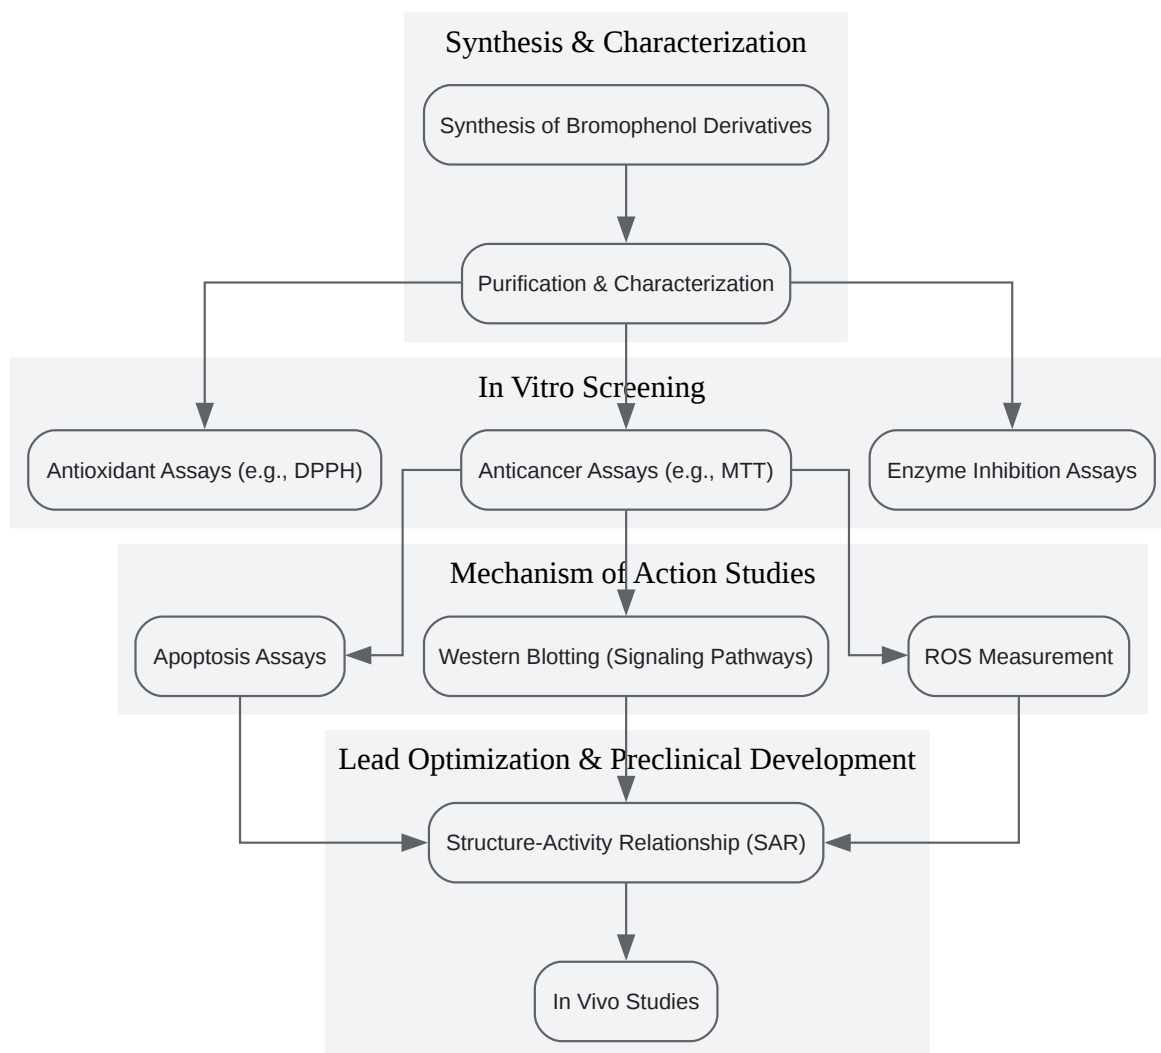 Synthesis & Characterization
Synthesis of Bromophenol Derivatives
Purification & Characterization
In Vitro Screening
Antioxidant Assays (e.g., DPPH)
Anticancer Assays (e.g., MTT)
Enzyme Inhibition Assays
Mechanism of Action Studies
Apoptosis Assays
Western Blotting (Signaling Pathways)
ROS Measurement
Lead Optimization & Preclinical Development
Structure-Activity Relationship (SAR)
In Vivo Studies